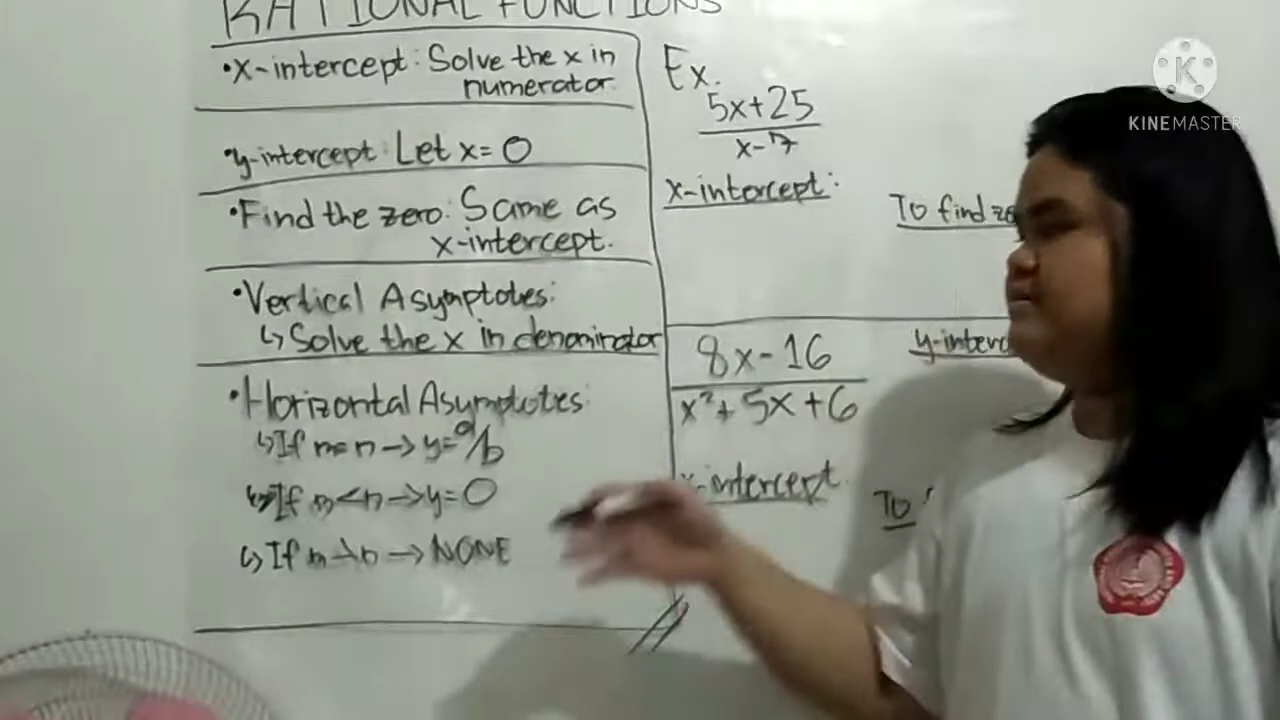 RATIONAL FUNCTIONS
•x-intercept: Solve the x in
numerator.
•y-intercept: Let x = 0
•Find the zero: Same as
x-intercept.
•Vertical Asymptotes:
↳ Solve the x in denominator
•Horizontal Asymptotes:
↳ If m=n → y=a/b
↳ If m<n → y=0
↳ If m>n → NONE
Ex.
5x+25
x-7
x-intercept:
To find
8x-16
x²+5x+6
x-intercept.
To
KINEMASTER